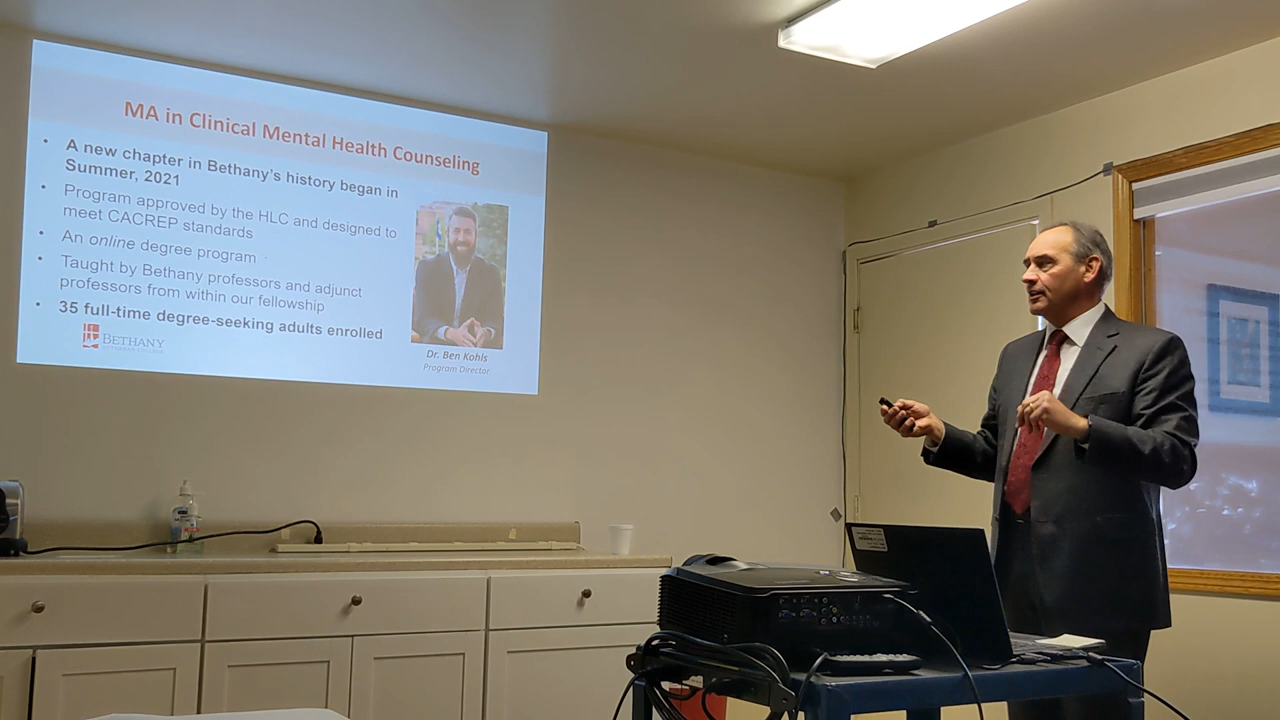 MA in Clinical Mental Health Counseling
• A new chapter in Bethany's history began in
Summer, 2021
• Program approved by the HLC and designed to
meet CACREP standards
• An online degree program
• Taught by Bethany professors and adjunct
professors from within our fellowship
• 35 full-time degree-seeking adults enrolled
BETHANY
LUTHERAN COLLEGE
Dr. Ben Kohls
Program Director